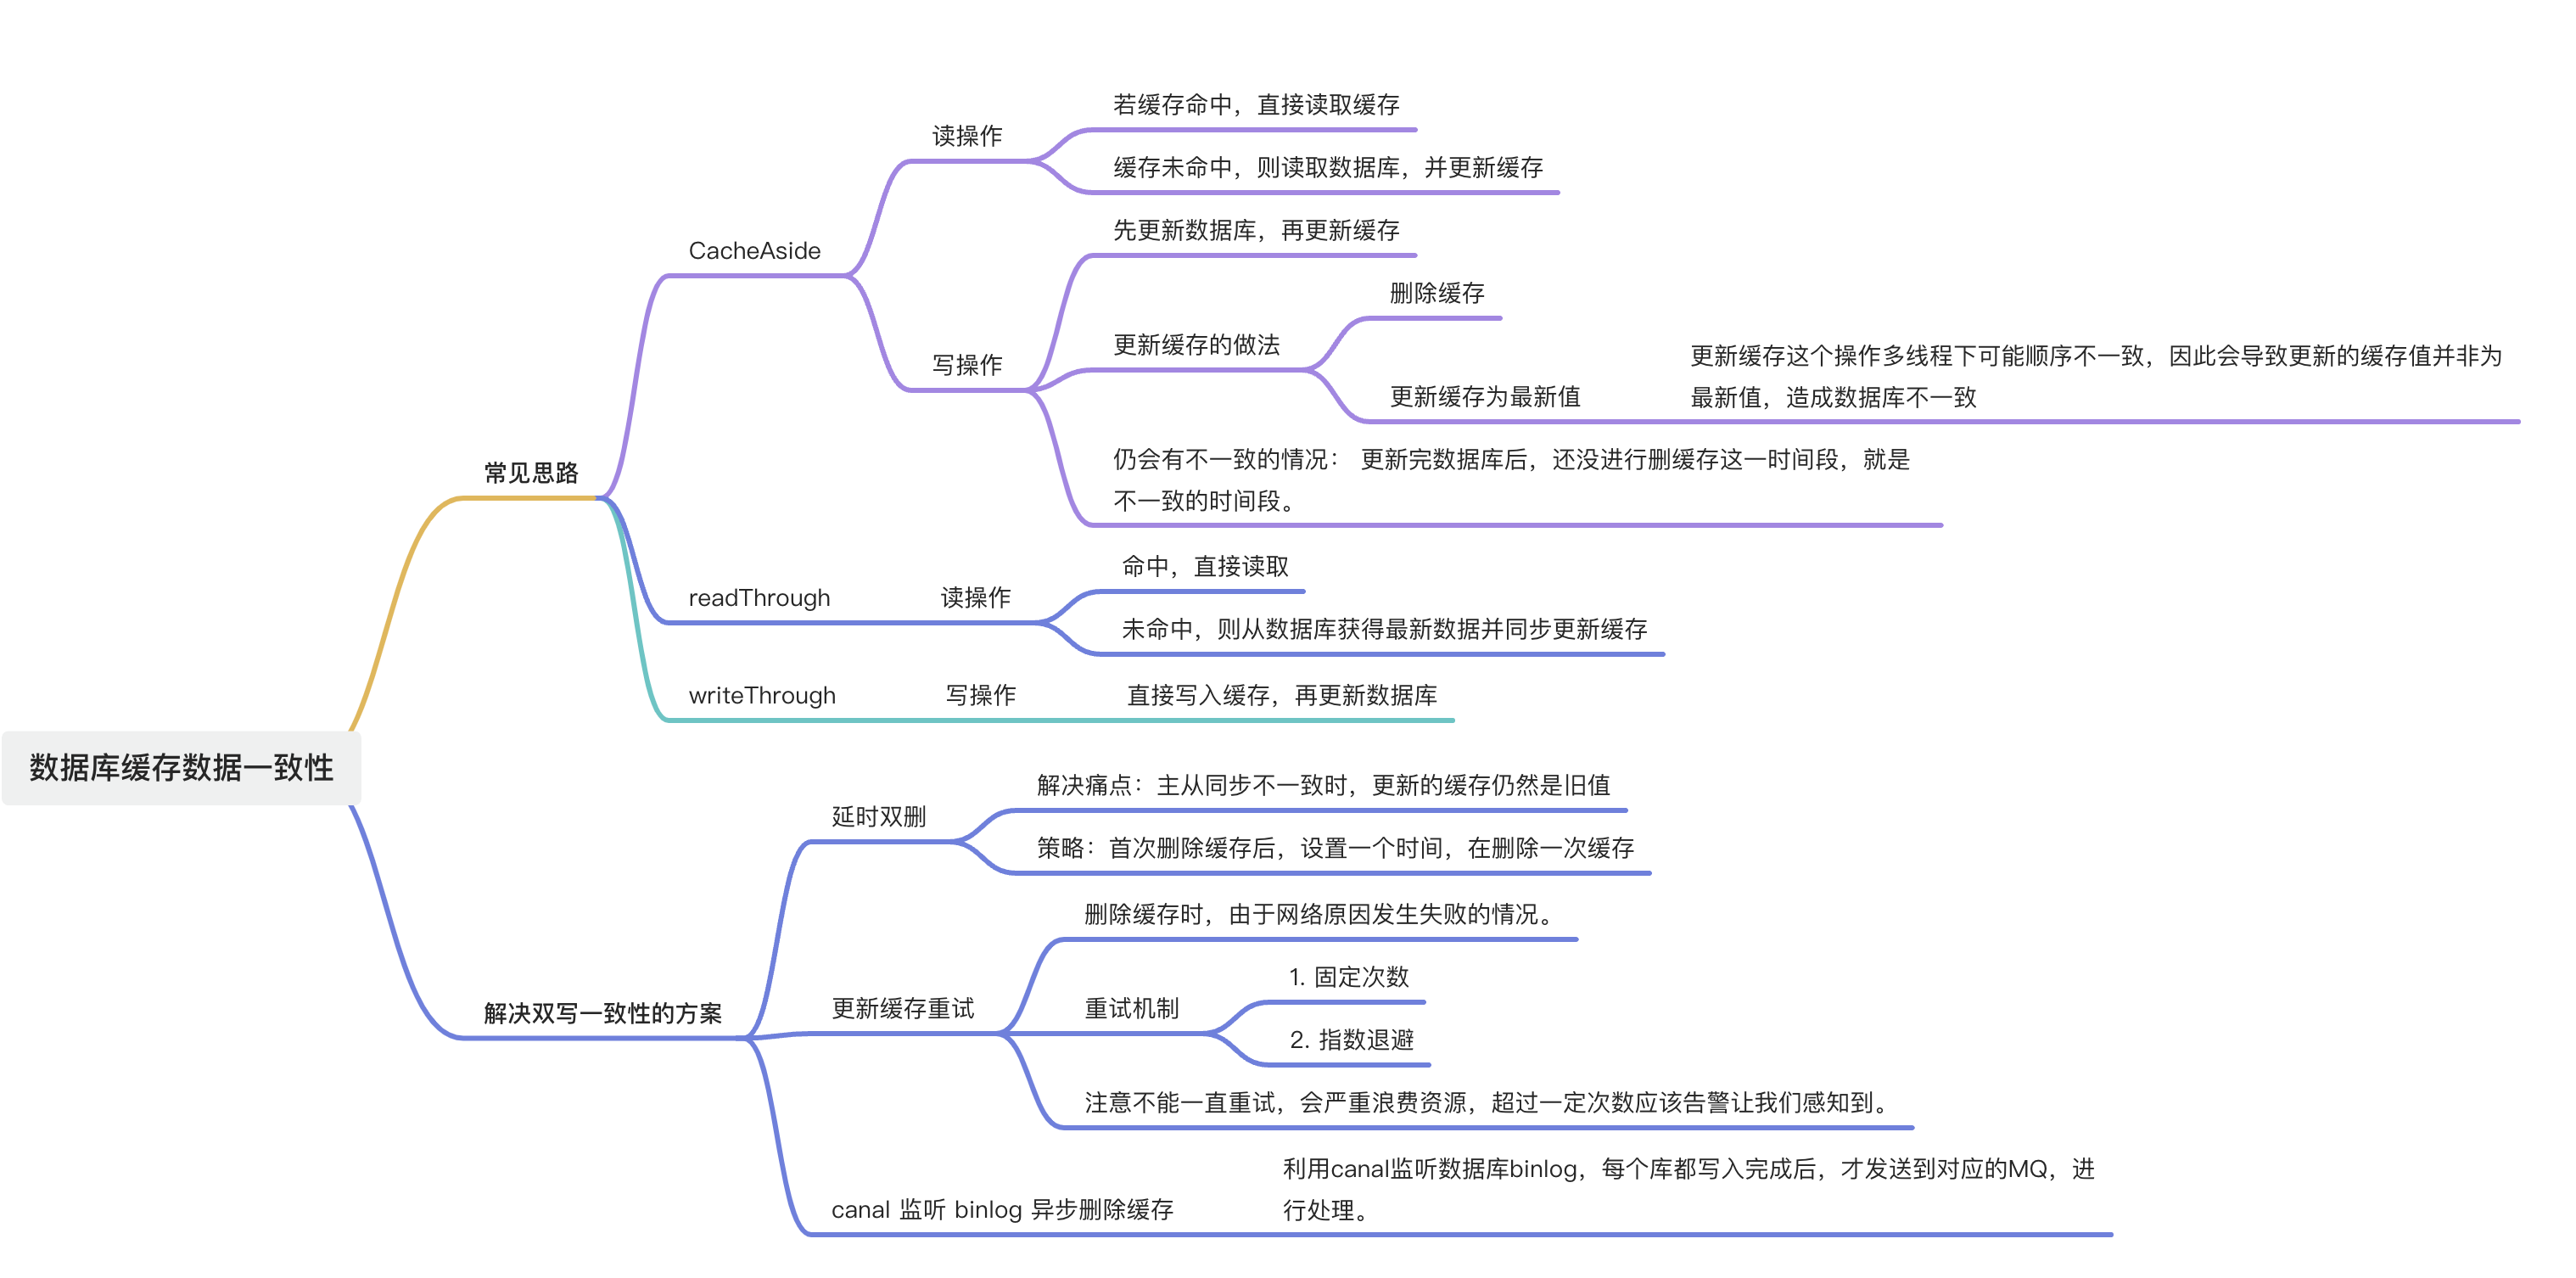 数据库缓存数据一致性
常见思路
CacheAside
读操作
若缓存命中，直接读取缓存
缓存未命中，则读取数据库，并更新缓存
写操作
先更新数据库，再更新缓存
更新缓存的做法
删除缓存
更新缓存为最新值
更新缓存这个操作多线程下可能顺序不一致，因此会导致更新的缓存值并非为
最新值，造成数据库不一致
仍会有不一致的情况： 更新完数据库后，还没进行删缓存这一时间段，就是
不一致的时间段。
readThrough
读操作
命中，直接读取
未命中，则从数据库获得最新数据并同步更新缓存
writeThrough
写操作
直接写入缓存，再更新数据库
解决双写一致性的方案
延时双删
解决痛点：主从同步不一致时，更新的缓存仍然是旧值
策略：首次删除缓存后，设置一个时间，在删除一次缓存
更新缓存重试
删除缓存时，由于网络原因发生失败的情况。
重试机制
1. 固定次数
2. 指数退避
注意不能一直重试，会严重浪费资源，超过一定次数应该告警让我们感知到。
canal 监听 binlog 异步删除缓存
利用canal监听数据库binlog，每个库都写入完成后，才发送到对应的MQ，进
行处理。